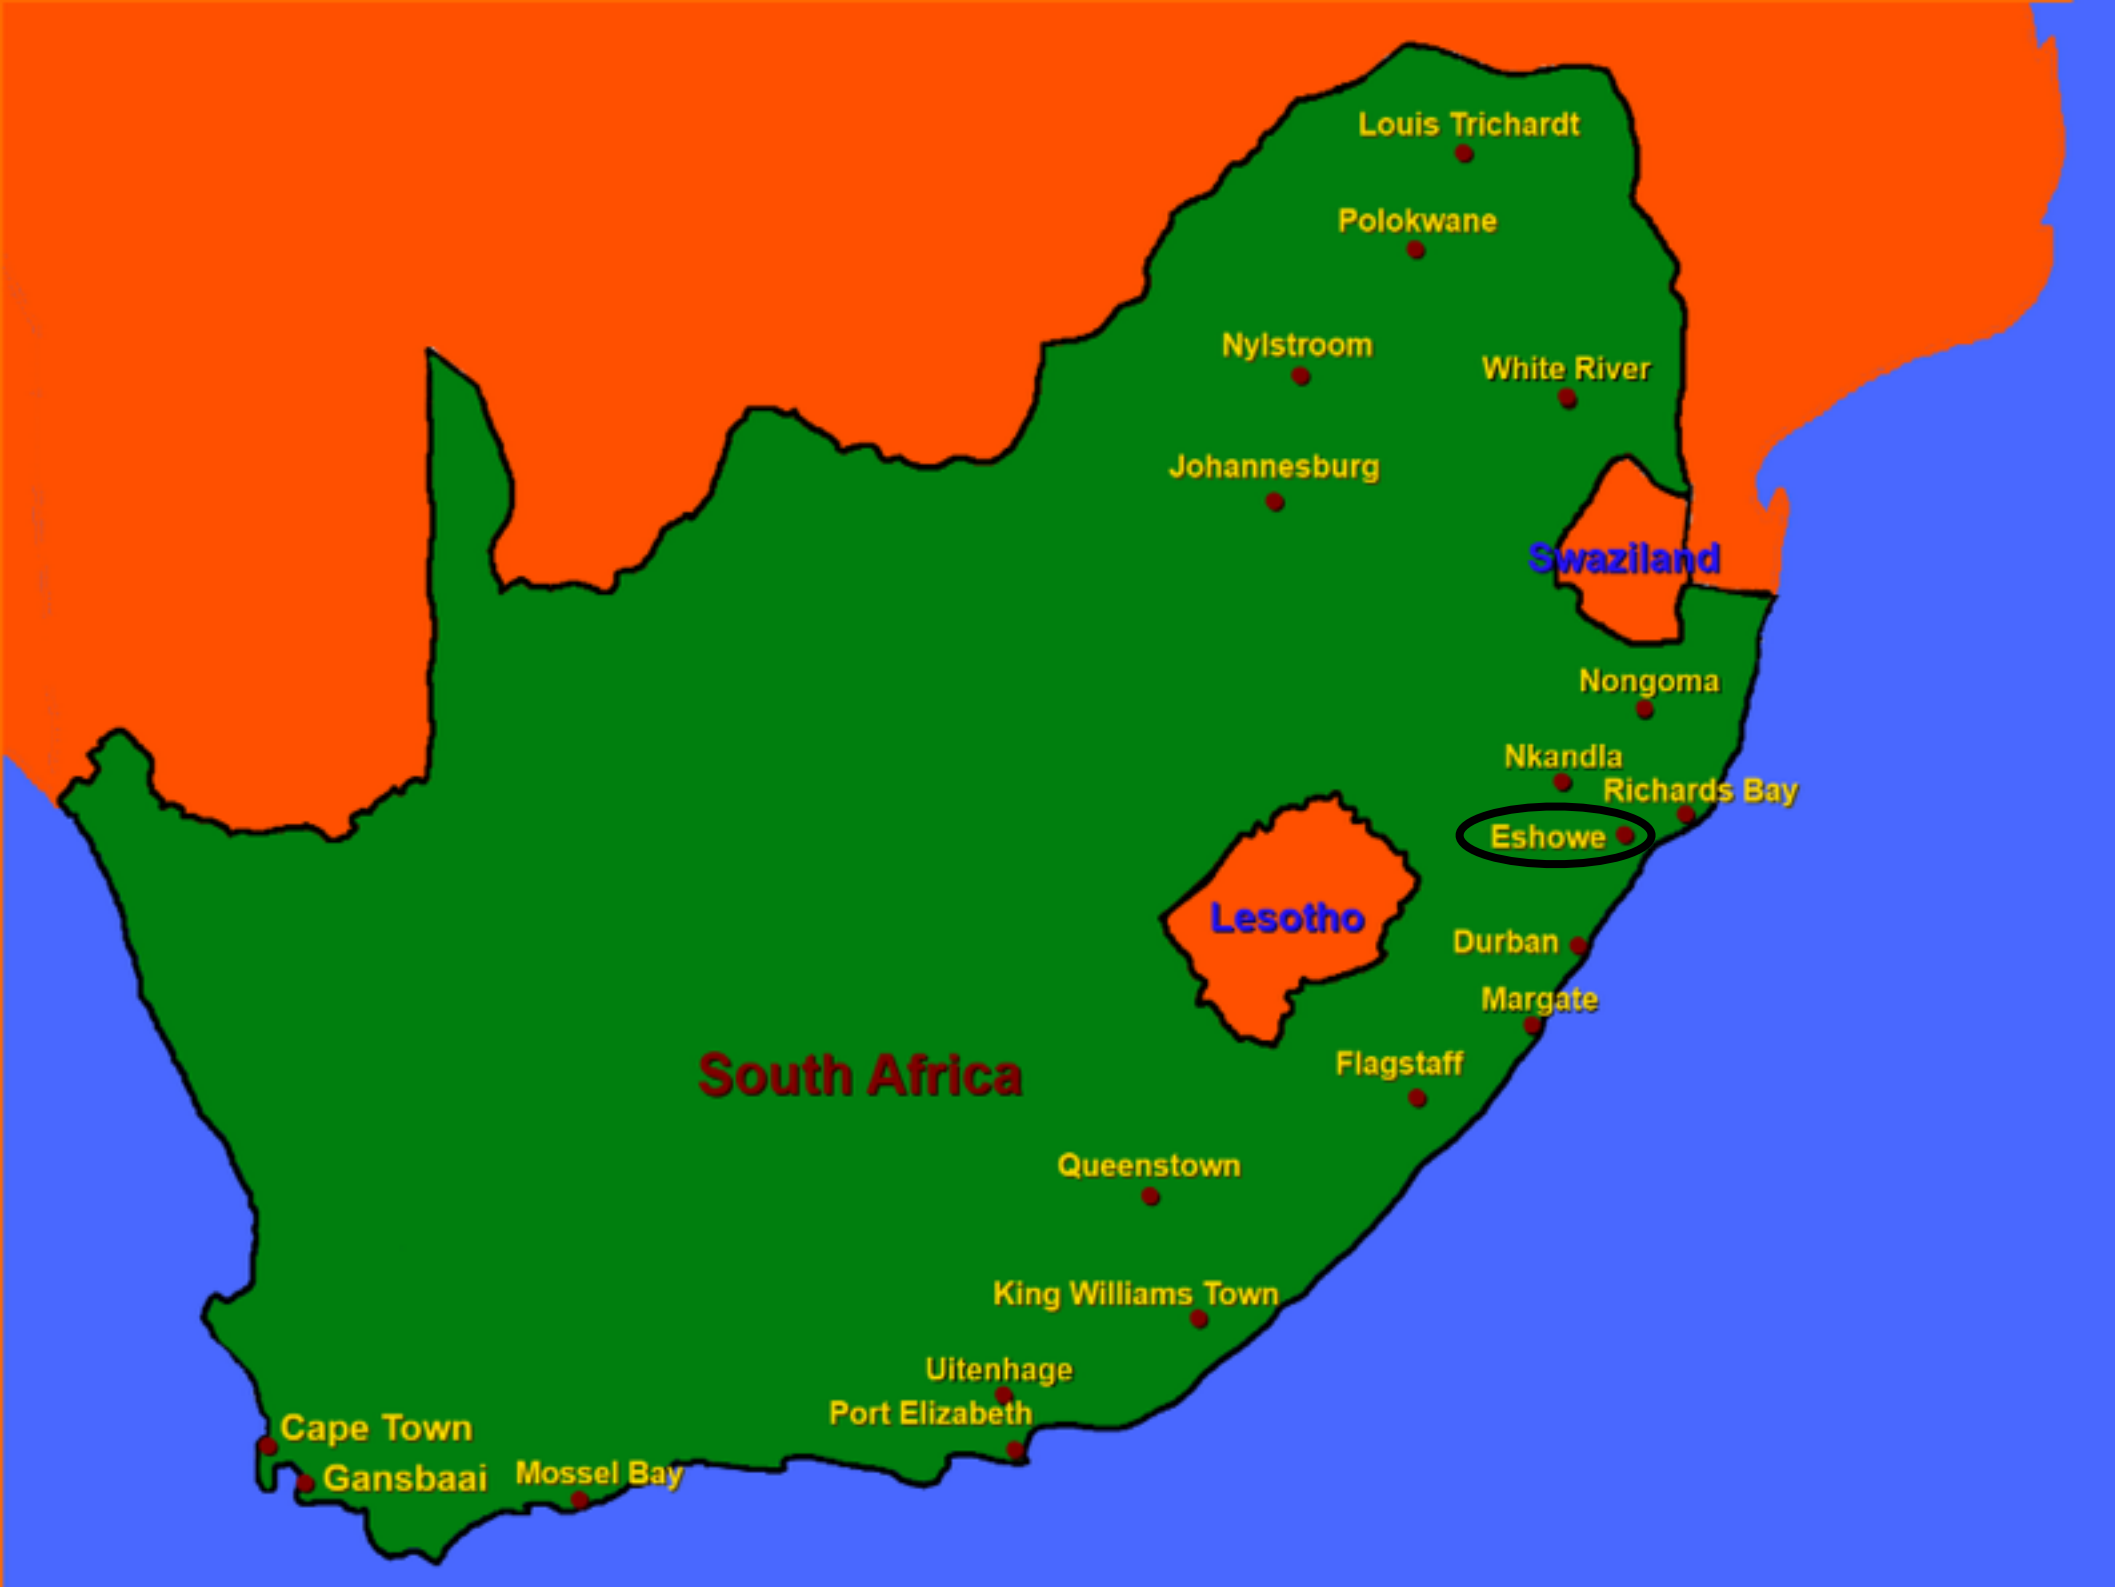 Louis Trichardt
Polokwane
Nylstroom
White River
Johannesburg
Swaziland
Nongoma
Nkandla
Richards Bay
Eshowe
Lesotho
Durban
Margate
Flagstaff
South Africa
Queenstown
King Williams Town
Uitenhage
Port Elizabeth
Cape Town
Gansbaai
Mossel Bay